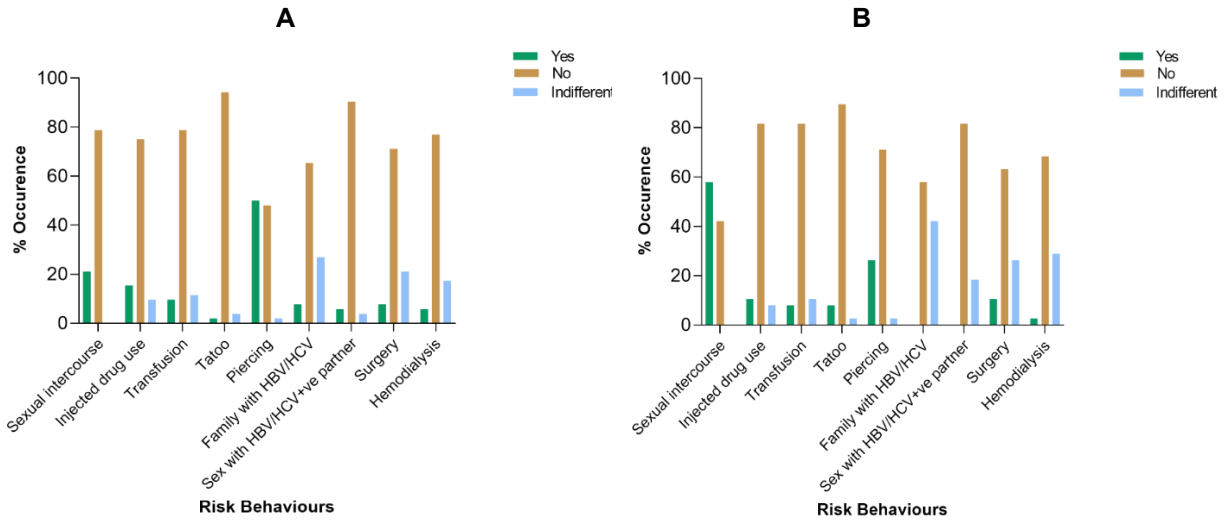 A
Yes
No
Indifferent
100
80
60
40
20
0
% Occurence
Sexual intercourse
Injected drug use
Transfusion
Tatoo
Piercing
Family with HBV/HCV
Sex with HBV/HCV+ve partner
Surgery
Hemodialysis
Risk Behaviours
B
Yes
No
Indifferent
100
80
60
40
20
0
% Occurence
Sexual intercourse
Injected drug use
Transfusion
Tatoo
Piercing
Family with HBV/HCV
Sex with HBV/HCV+ve partner
Surgery
Hemodialysis
Risk Behaviours